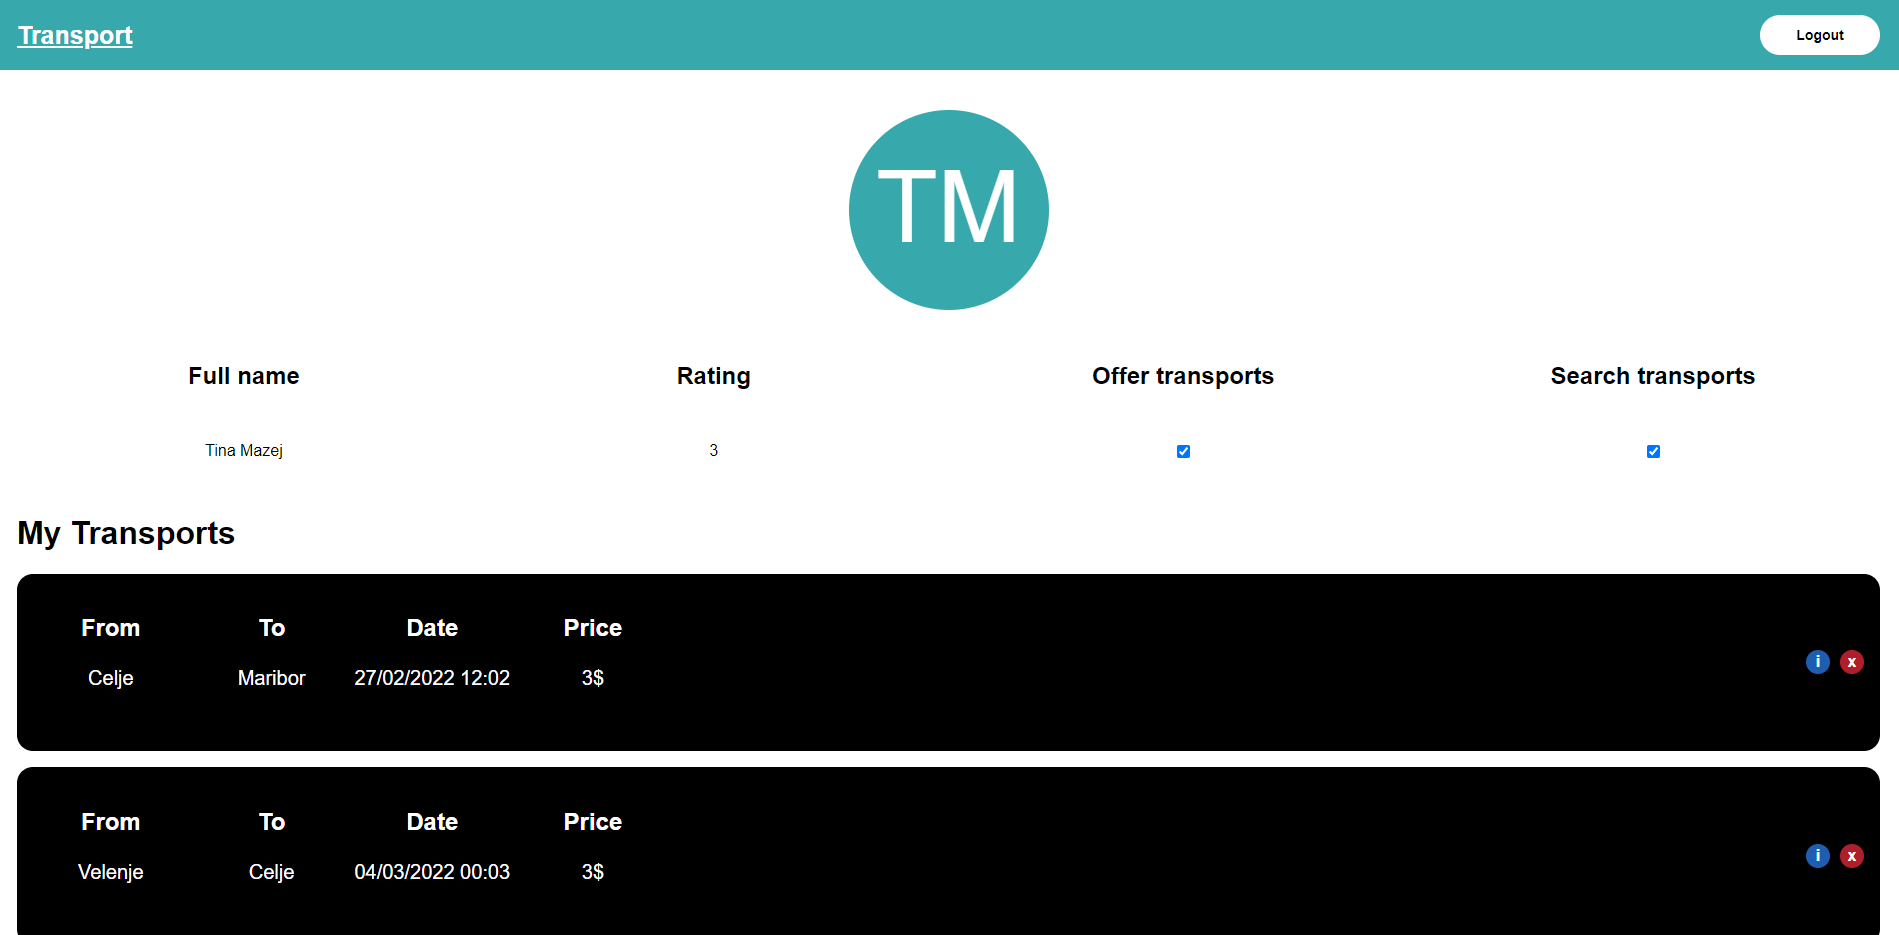 Transport
Logout
TM
Full name Rating Offer transports Search transports
Tina Mazej 3
My Transports
From To Date Price
Celje Maribor 27/02/2022 12:02 3$
i x
From To Date Price
Velenje Celje 04/03/2022 00:03 3$
i x